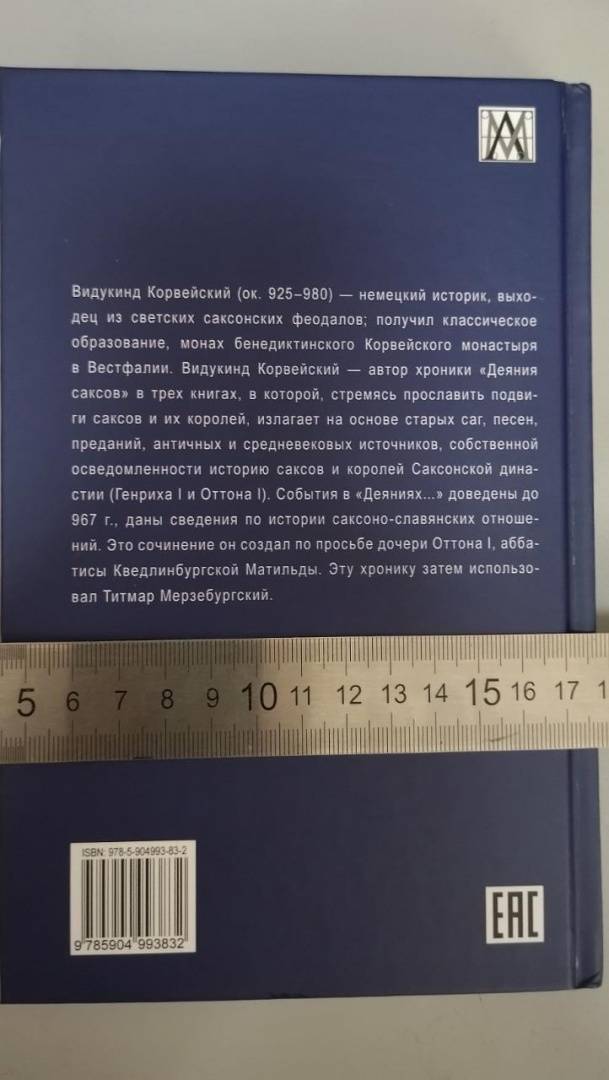 АМ
Видукинд Корвейский (ок. 925–980) — немецкий историк, выхо-
дец из светских саксонских феодалов; получил классическое
образование, монах бенедиктинского Корвейского монастыря
в Вестфалии. Видукинд Корвейский — автор хроники «Деяния
саксов» в трех книгах, в которой, стремясь прославить подви-
ги саксов и их королей, излагает на основе старых саг, песен,
преданий, античных и средневековых источников, собственной
осведомленности историю саксов и королей Саксонской дина-
стии (Генриха I и Оттона I). События в «Деяниях...» доведены до
967 г., даны сведения по истории саксоно-славянских отноше-
ний. Это сочинение он создал по просьбе дочери Оттона I, абба-
тисы Кведлинбургской Матильды. Эту хронику затем использо-
вал Титмар Мерзебургский.
5 6 7 8 9 10 11 12 13 14 15 16 17 1
ISBN: 978-5-904993-83-2
9 785904 993832
EAC